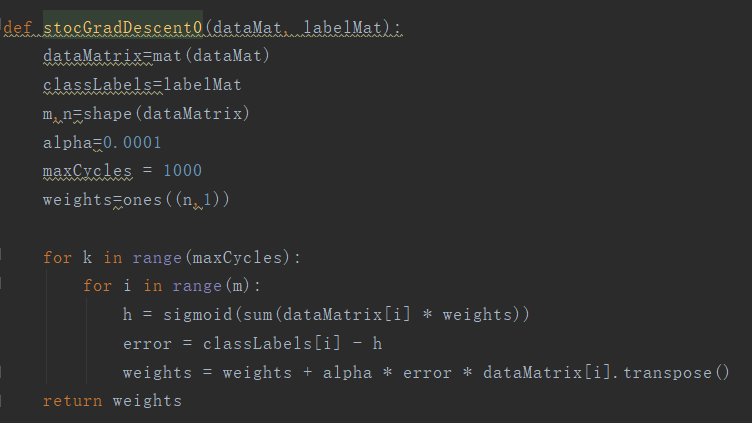 def stocGradDescent0(dataMat, labelMat):
    dataMatrix=mat(dataMat)
    classLabels=labelMat
    m,n=shape(dataMatrix)
    alpha=0.0001
    maxCycles = 1000
    weights=ones((n,1))
    for k in range(maxCycles):
        for i in range(m):
            h = sigmoid(sum(dataMatrix[i] * weights))
            error = classLabels[i] - h
            weights = weights + alpha * error * dataMatrix[i].transpose()
    return weights